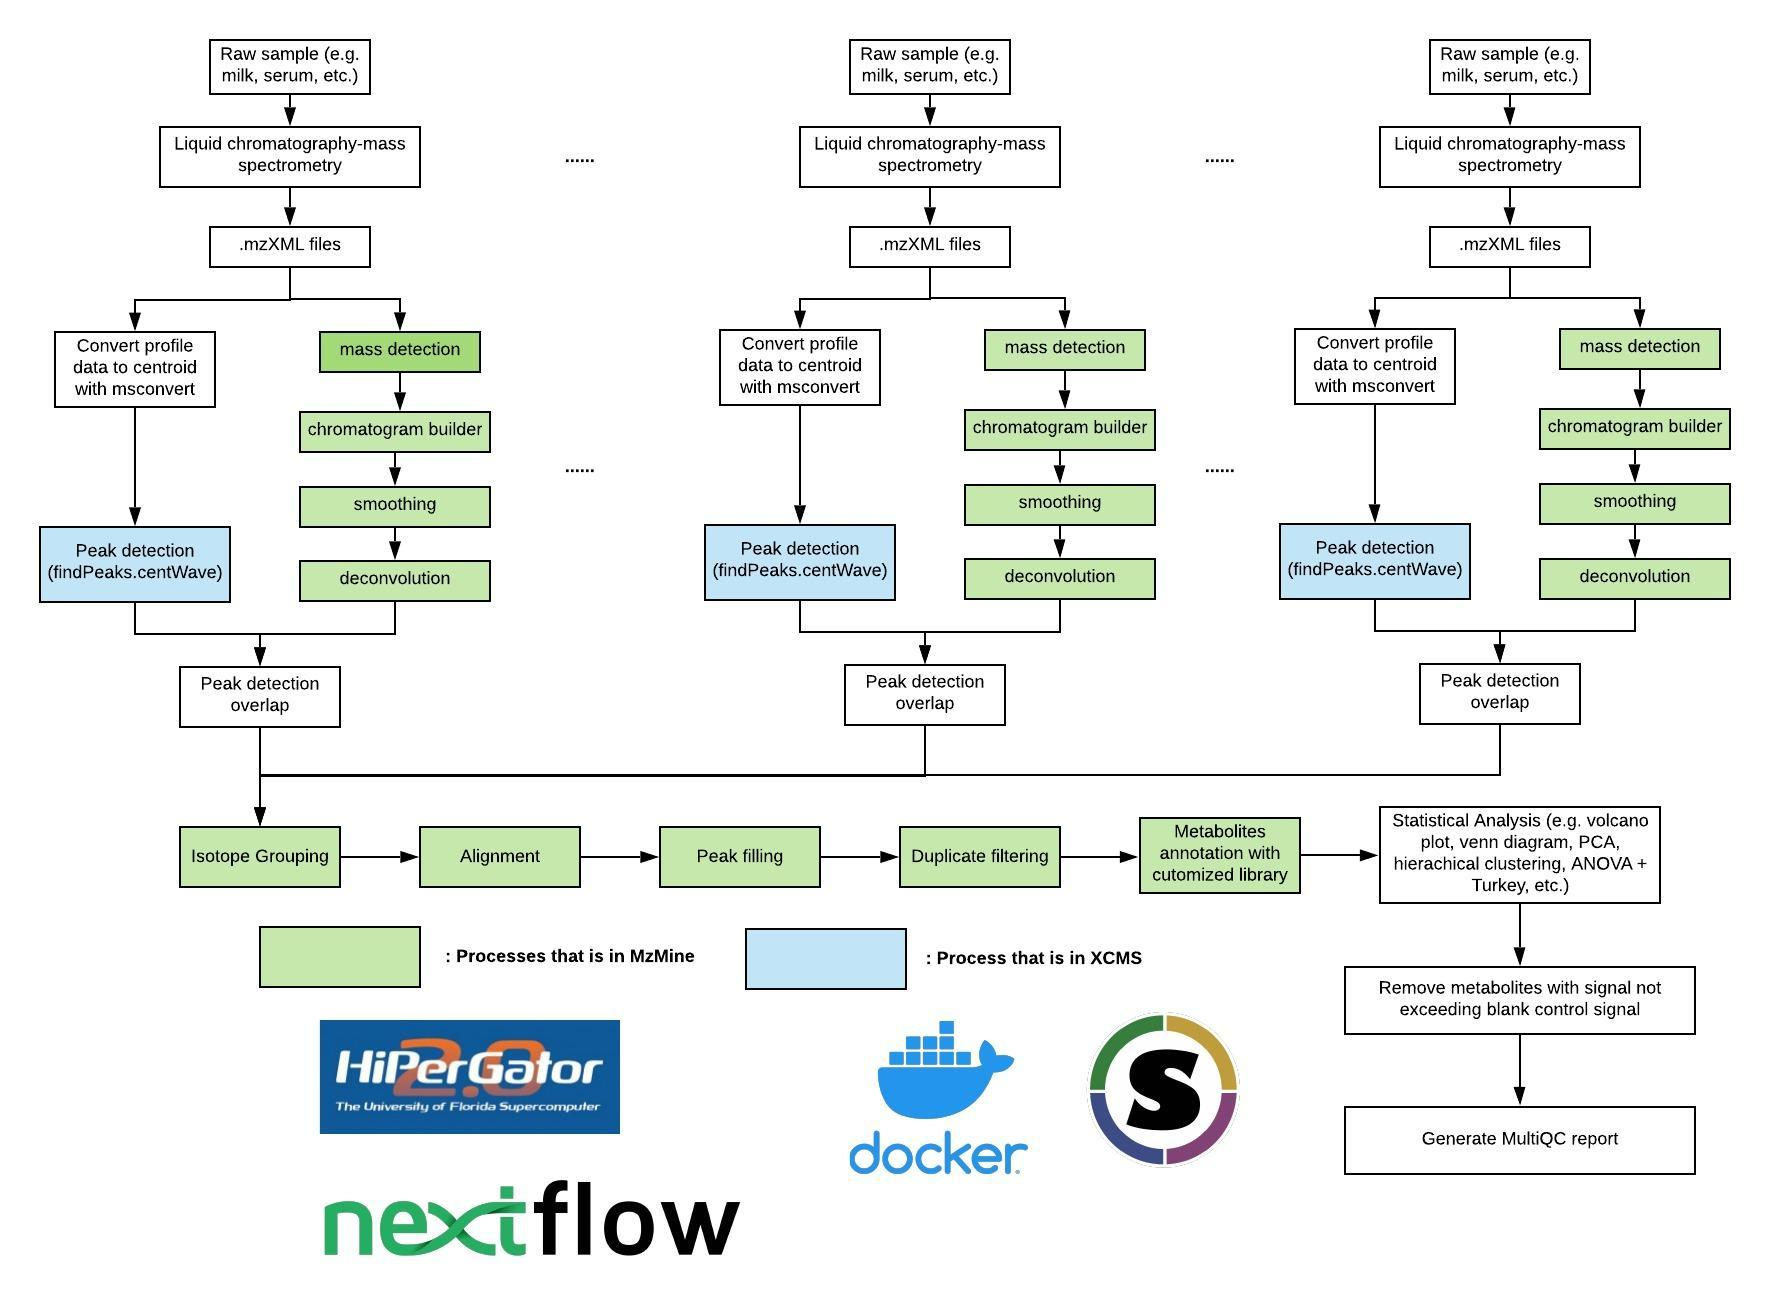 Raw sample (e.g.
milk, serum, etc.)
Raw sample (e.g.
milk, serum, etc.)
Raw sample (e.g.
milk, serum, etc.)
Liquid chromatography-mass
spectrometry
......
Liquid chromatography-mass
spectrometry
......
Liquid chromatography-mass
spectrometry
.mzXML files
.mzXML files
.mzXML files
Convert profile
data to centroid
with msconvert
mass detection
chromatogram builder
smoothing
deconvolution
Peak detection
(findPeaks.centWave)
......
Convert profile
data to centroid
with msconvert
mass detection
chromatogram builder
smoothing
deconvolution
Peak detection
(findPeaks.centWave)
......
Convert profile
data to centroid
with msconvert
mass detection
chromatogram builder
smoothing
deconvolution
Peak detection
(findPeaks.centWave)
Peak detection
overlap
Peak detection
overlap
Peak detection
overlap
Isotope Grouping
Alignment
Peak filling
Duplicate filtering
Metabolites
annotation with
cutomized library
Statistical Analysis (e.g. volcano
plot, venn diagram, PCA,
hierachical clustering, ANOVA +
Turkey, etc.)
: Processes that is in MzMine
: Process that is in XCMS
Remove metabolites with signal not
exceeding blank control signal
Generate MultiQC report
HiPerGator
2.0
The University of Florida Supercomputer
docker
S
nextflow